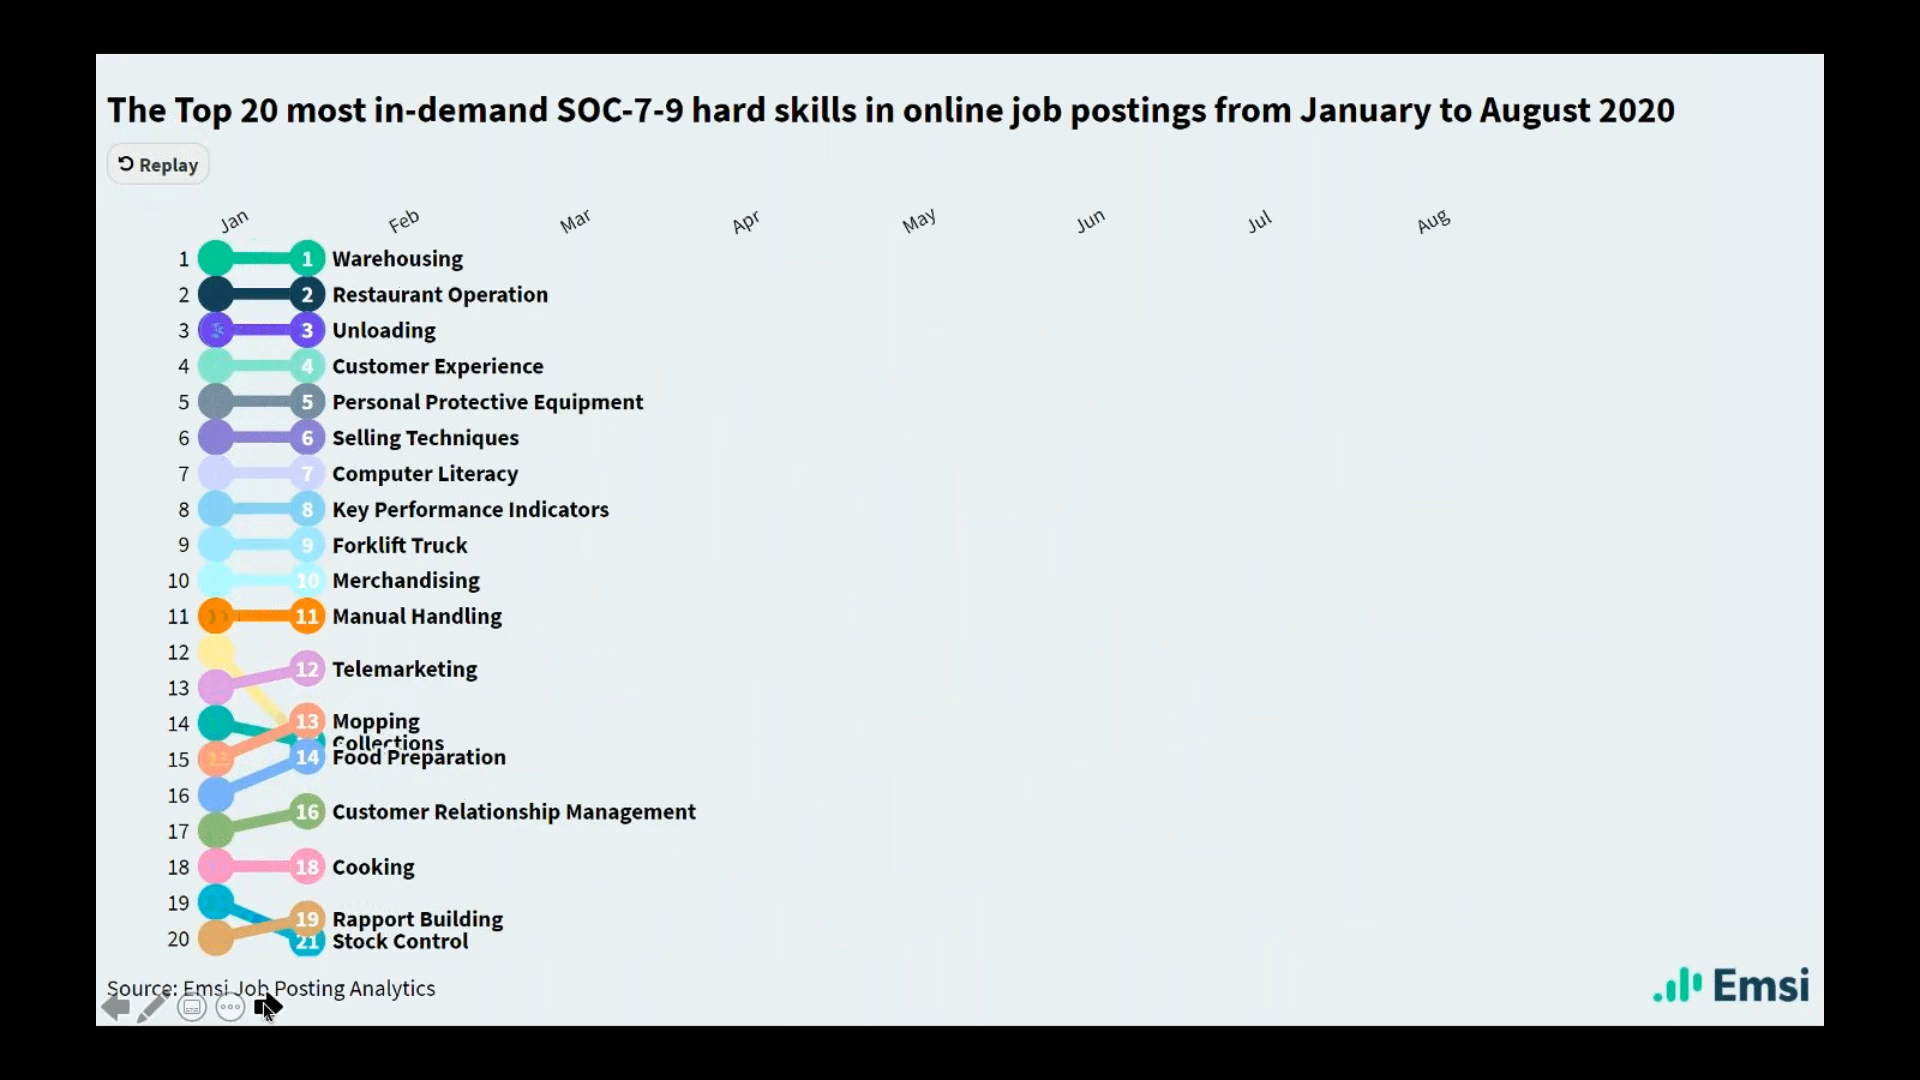 The Top 20 most in-demand SOC-7-9 hard skills in online job postings from January to August 2020
Replay
Jan Feb Mar Apr May Jun Jul Aug
1 1 Warehousing
2 2 Restaurant Operation
3 3 Unloading
4 4 Customer Experience
5 5 Personal Protective Equipment
6 6 Selling Techniques
7 7 Computer Literacy
8 8 Key Performance Indicators
9 9 Forklift Truck
10 10 Merchandising
11 11 Manual Handling
12
12 Telemarketing
13
14 13 Mopping
Collections
15 14 Food Preparation
16
16 Customer Relationship Management
17
18 18 Cooking
19
19 Rapport Building
20 21 Stock Control
Source: Emsi Job Posting Analytics
Emsi